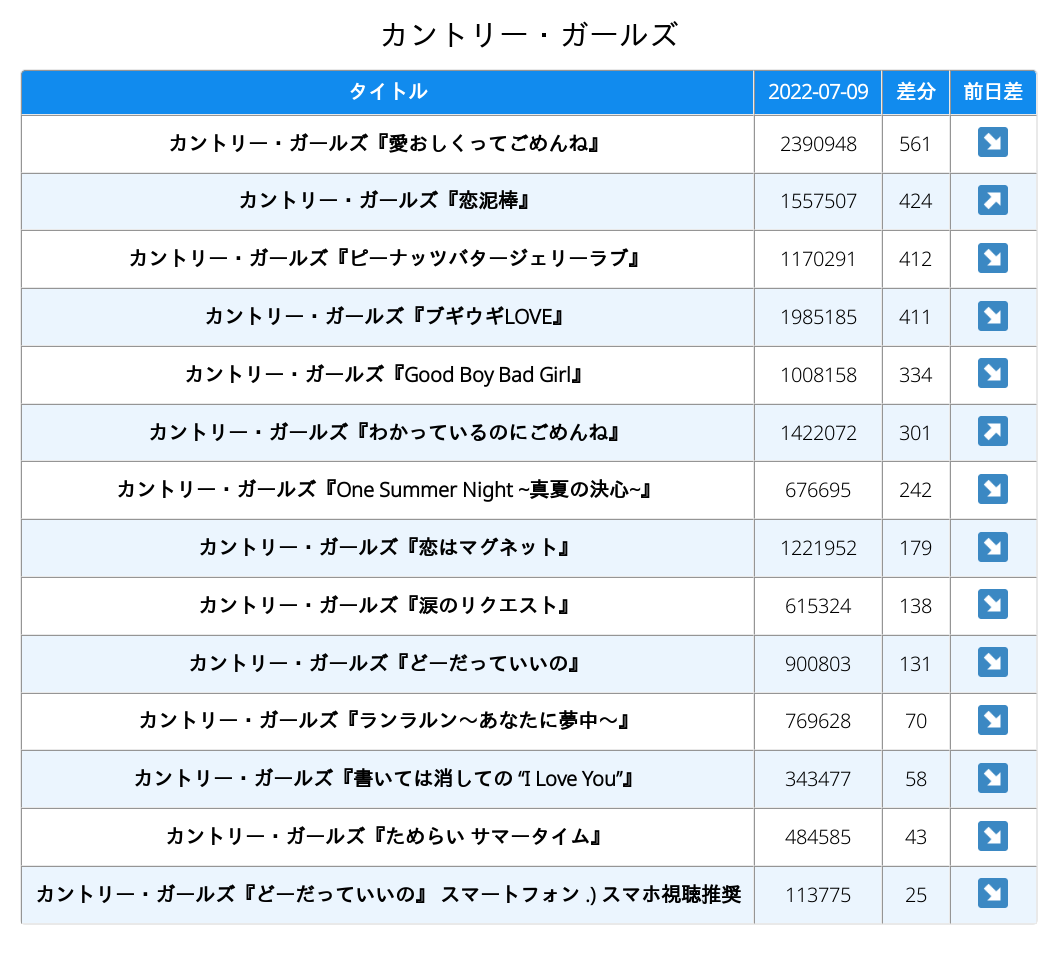 カントリー・ガールズ
タイトル 2022-07-09 差分 前日差
カントリー・ガールズ『愛おしくってごめんね』 2390948 561 ↘
カントリー・ガールズ『恋泥棒』 1557507 424 ↗
カントリー・ガールズ『ピーナッツバタージェリーラブ』 1170291 412 ↘
カントリー・ガールズ『ブギウギLOVE』 1985185 411 ↘
カントリー・ガールズ『Good Boy Bad Girl』 1008158 334 ↘
カントリー・ガールズ『わかっているのにごめんね』 1422072 301 ↗
カントリー・ガールズ『One Summer Night ~真夏の決心~』 676695 242 ↘
カントリー・ガールズ『恋はマグネット』 1221952 179 ↘
カントリー・ガールズ『涙のリクエスト』 615324 138 ↘
カントリー・ガールズ『どーだっていいの』 900803 131 ↘
カントリー・ガールズ『ランラルン～あなたに夢中～』 769628 70 ↘
カントリー・ガールズ『書いては消しての “I Love You”』 343477 58 ↘
カントリー・ガールズ『ためらい サマータイム』 484585 43 ↘
カントリー・ガールズ『どーだっていいの』 スマートフォン .) スマホ視聴推奨 113775 25 ↘